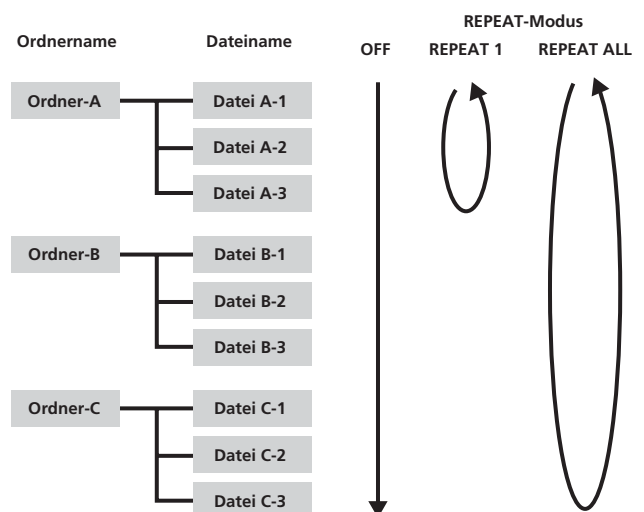 REPEAT-Modus
Ordnername Dateiname OFF REPEAT 1 REPEAT ALL
Ordner-A Datei A-1
Datei A-2
Datei A-3
Ordner-B Datei B-1
Datei B-2
Datei B-3
Ordner-C Datei C-1
Datei C-2
Datei C-3